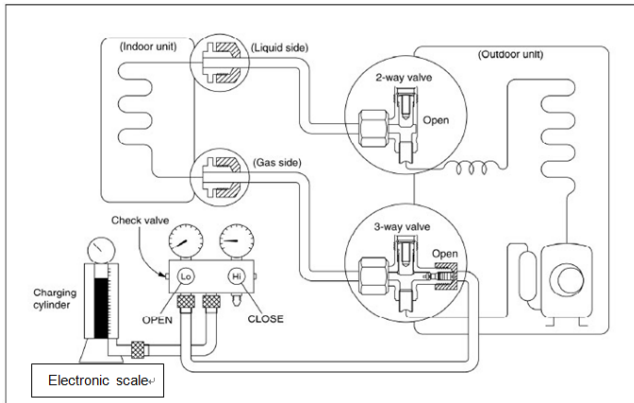 (Indoor unit)
(Liquid side)
2-way valve
(Outdoor unit)
Open
(Gas side)
3-way valve
Open
Check valve
Lo
Hi
Charging
cylinder
OPEN
CLOSE
Electronic scale